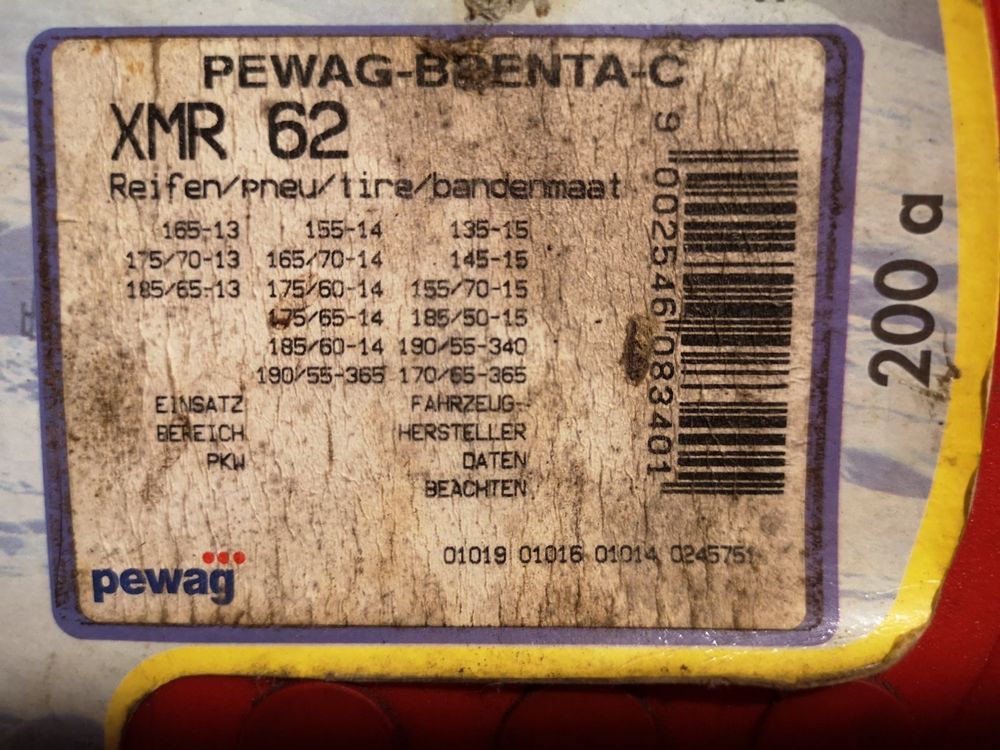 PEWAG-BRENTA-C
XMR 62
Reifen/pneu/tire/bandenmaat
165-13 155-14 135-15
175/70-13 165/70-14 145-15
185/65-13 175/60-14 155/70-15
175/65-14 185/50-15
185/60-14 190/55-340
190/55-365 170/65-365
EINSATZ FAHRZEUG-
BEREICH HERSTELLER
PKW DATEN
BEACHTEN
01019 01016 01014 0245751
pewag
9 002546 083401
200 a